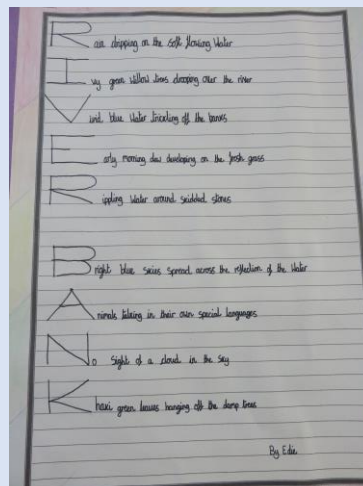 Rain dripping on the soft flowing water
Ivy green willow trees drooping over the river
Vivid blue water trickling off the banks
Early morning dew developing on the fresh grass
Rippling water around skidded stones
Bright blue skies spread across the reflection of the water
Animals talking in their own special languages
No sight of a cloud in the sky
Khaki green leaves hanging off the damp trees
By Edie